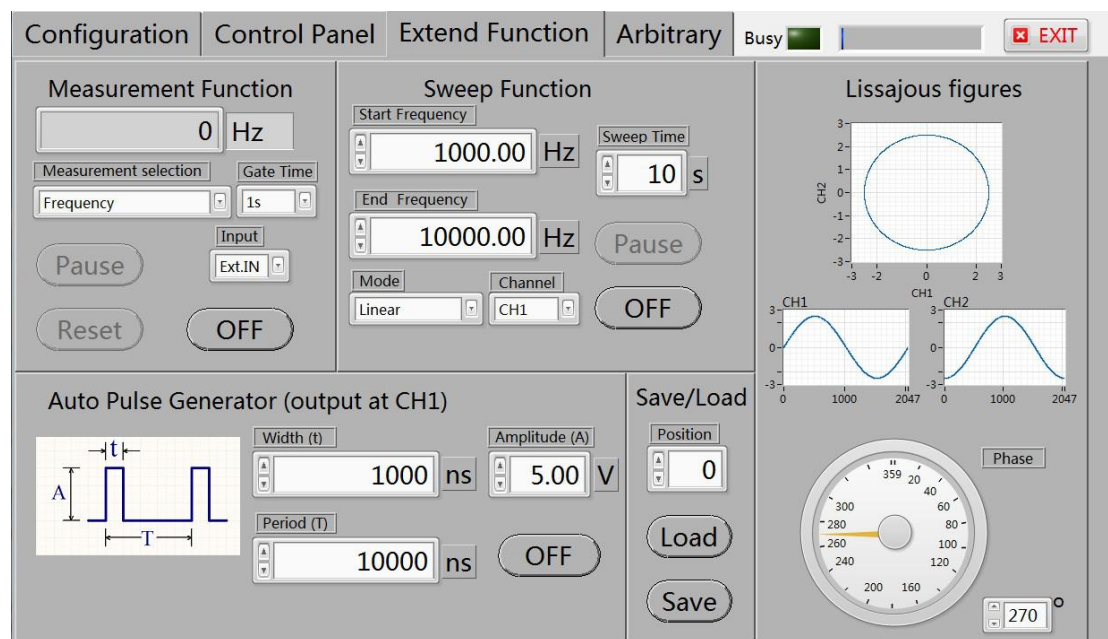 Configuration
Control Panel
Extend Function
Arbitrary
Busy
EXIT
Measurement Function
0 Hz
Measurement selection
Gate Time
Frequency
1s
Input
Ext.IN
Pause
Reset
OFF
Sweep Function
Start Frequency
1000.00 Hz
Sweep Time
10 s
End Frequency
10000.00 Hz
Pause
Mode
Channel
Linear
CH1
OFF
Lissajous figures
3-
2-
1-
0-
-1-
-2-
-3-
CH2
-3 -2 0 2 3
CH1
CH1
3-
0-
-3-
0 1000 2047
CH2
3-
0-
-3-
0 1000 2047
Auto Pulse Generator (output at CH1)
t
A
T
Width (t)
1000 ns
Amplitude (A)
5.00 V
Period (T)
10000 ns
OFF
Save/Load
Position
0
Load
Save
Phase
359 20
40
300 60
280 80
260 100
240 120
200 160
270 °